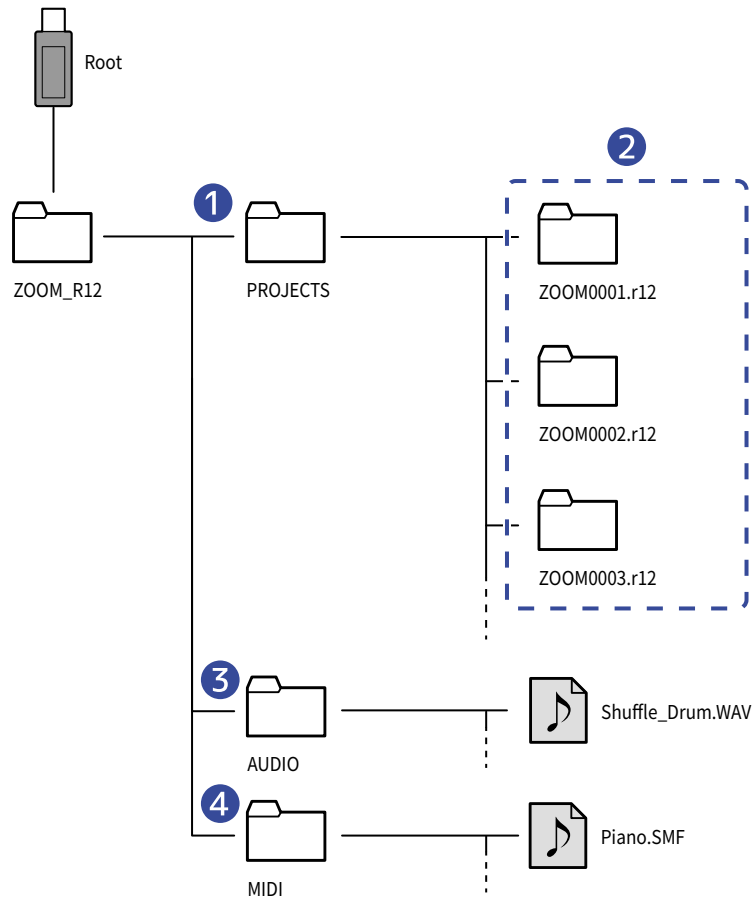 Root
2
1
ZOOM_R12
PROJECTS
ZOOM0001.r12
ZOOM0002.r12
ZOOM0003.r12
3
AUDIO
Shuffle_Drum.WAV
4
MIDI
Piano.SMF